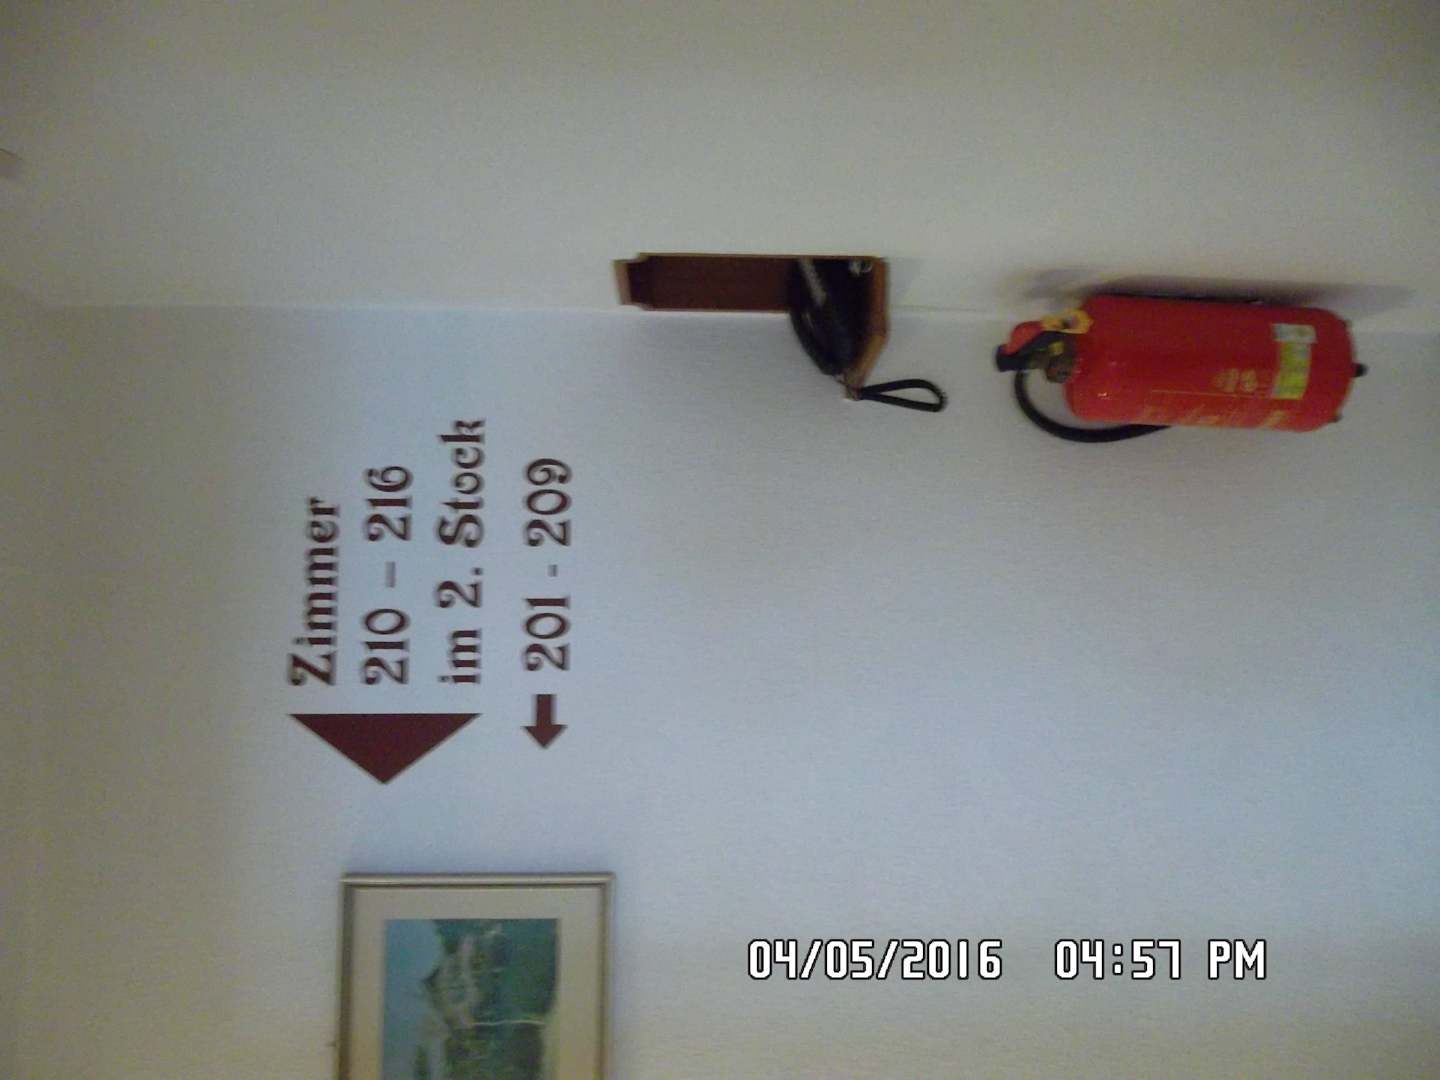 Zimmer
210 – 216
im 2. Stock
201 - 209
04/05/2016 04:57 PM